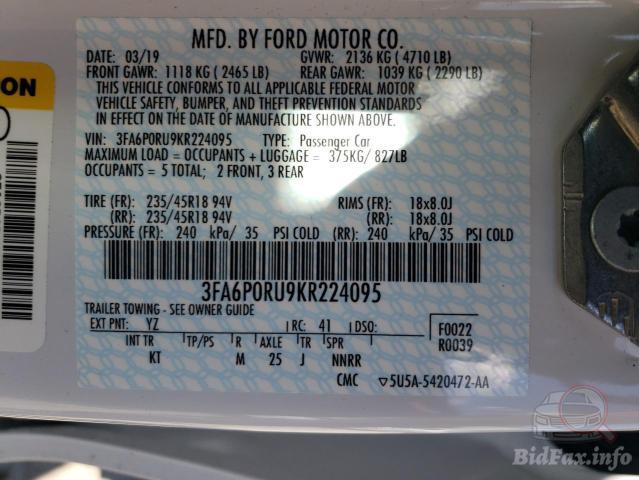 MFD. BY FORD MOTOR CO.
DATE: 03/19 GVWR: 2136 KG ( 4710 LB)
FRONT GAWR: 1118 KG ( 2465 LB) REAR GAWR: 1039 KG ( 2290 LB)
THIS VEHICLE CONFORMS TO ALL APPLICABLE FEDERAL MOTOR
VEHICLE SAFETY, BUMPER, AND THEFT PREVENTION STANDARDS
IN EFFECT ON THE DATE OF MANUFACTURE SHOWN ABOVE.
VIN: 3FA6P0RU9KR224095 TYPE: Passenger Car
MAXIMUM LOAD = OCCUPANTS + LUGGAGE = 375KG/ 827LB
OCCUPANTS = 5 TOTAL; 2 FRONT, 3 REAR
TIRE (FR): 235/45R18 94V RIMS (FR): 18x8.0J
(RR): 235/45R18 94V (RR): 18x8.0J
PRESSURE (FR): 240 kPa/ 35 PSI COLD (RR): 240 kPa/ 35 PSI COLD
3FA6P0RU9KR224095
TRAILER TOWING - SEE OWNER GUIDE
EXT PNT: YZ RC: 41 DSO: F0022
R0039
INT TR TP/PS R AXLE TR SPR
KT M 25 J NNRR
CMC ▽5U5A-5420472-AA
ION
BidFax.info